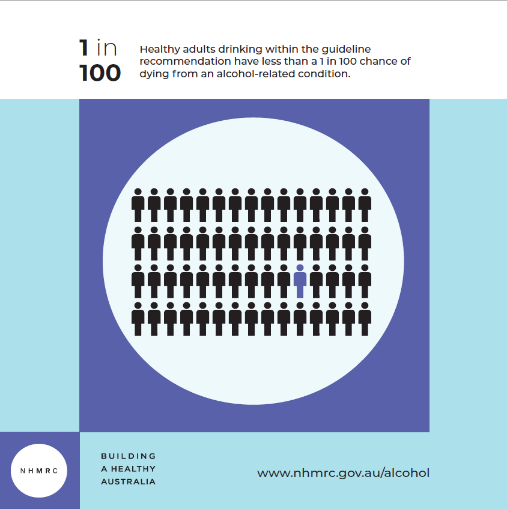 1 in
100
Healthy adults drinking within the guideline
recommendation have less than a 1 in 100 chance of
dying from an alcohol-related condition.
NHMRC
BUILDING
A HEALTHY
AUSTRALIA
www.nhmrc.gov.au/alcohol